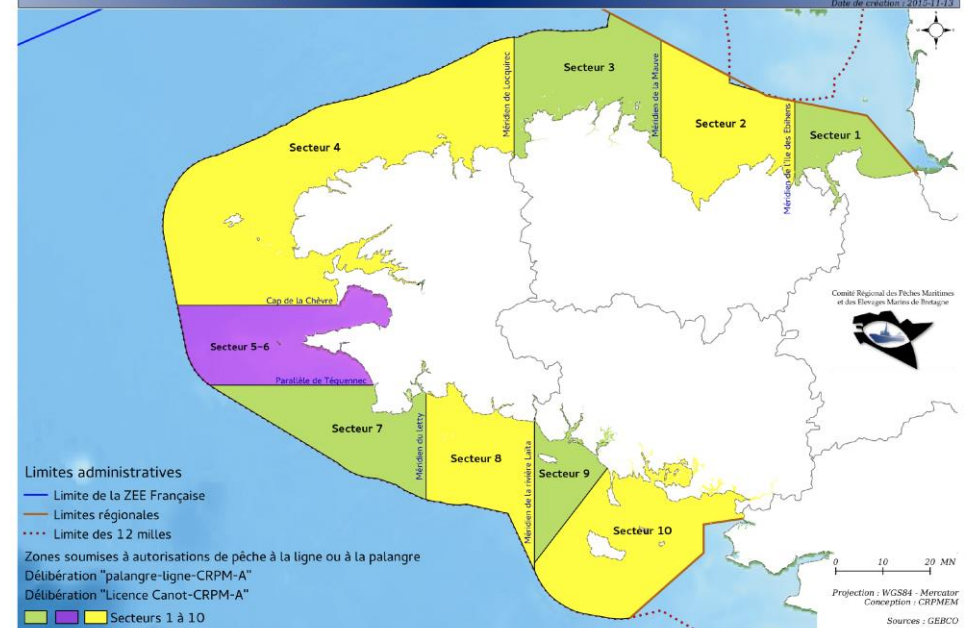 Date de création : 2015-11-13
Secteur 3
Méridien de Locquirec
Méridien de la Mauve
Secteur 4
Secteur 2
Méridien de l'île des Ebihens
Secteur 1
Comité Régional des Pêches Maritimes
et des Elevages Marins de Bretagne
Cap de la Chèvre
Secteur 5-6
Parallèle de Téquennec
Secteur 7
Méridien du letty
Secteur 8
Méridien de la rivière Laita
Secteur 9
Secteur 10
Limites administratives
Limite de la ZEE Française
Limites régionales
Limite des 12 milles
Zones soumises à autorisations de pêche à la ligne ou à la palangre
Délibération "palangre-ligne-CRPM-A"
Délibération "Licence Canot-CRPM-A"
Secteurs 1 à 10
0 10 20 MN
Projection : WGS84 - Mercator
Conception : CRPMEM
Sources : GEBCO